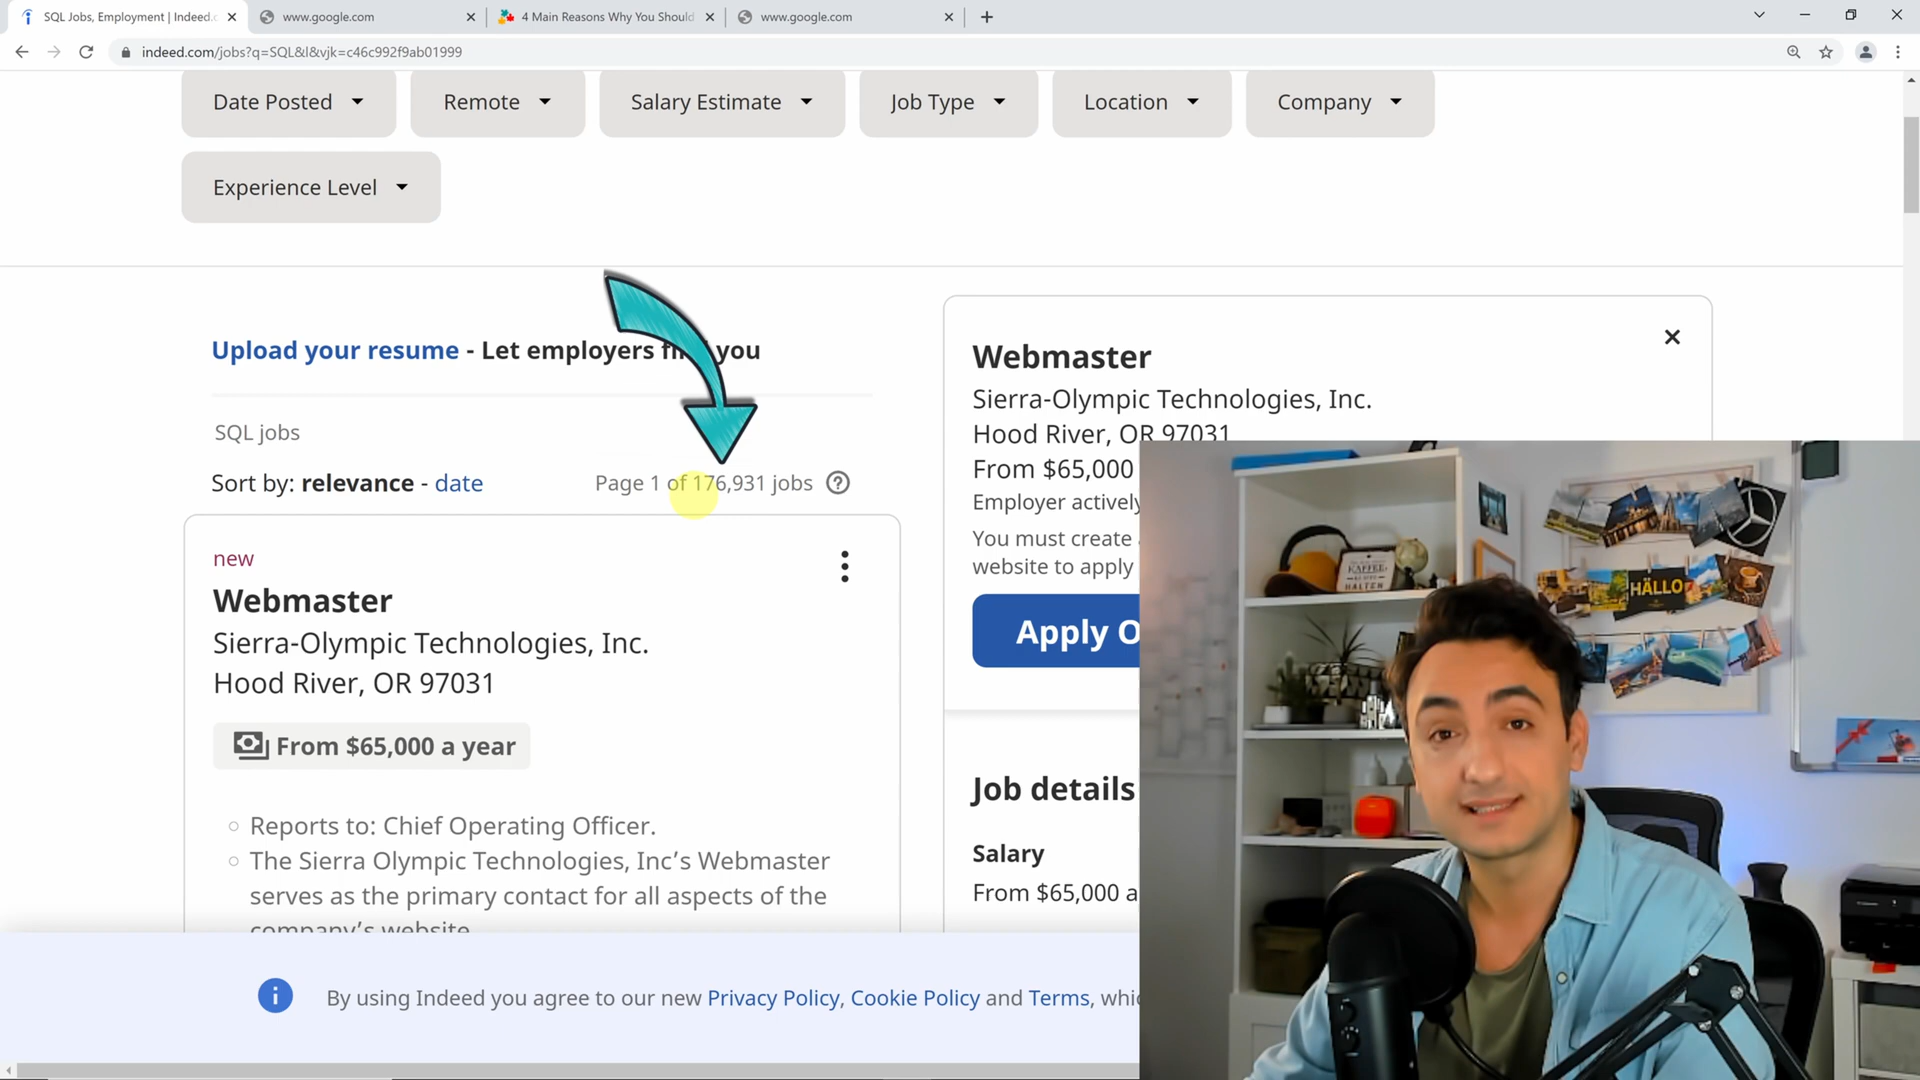 SQL Jobs, Employment | Indeed.c
www.google.com
4 Main Reasons Why You Should
www.google.com
indeed.com/jobs?q=SQL&l&vjk=c46c992f9ab01999
Date Posted
Remote
Salary Estimate
Job Type
Location
Company
Experience Level
Upload your resume - Let employers you
SQL jobs
Sort by: relevance - date
Page 1 of 176,931 jobs
new
Webmaster
Sierra-Olympic Technologies, Inc.
Hood River, OR 97031
From $65,000 a year
Reports to: Chief Operating Officer.
The Sierra Olympic Technologies, Inc's Webmaster
serves as the primary contact for all aspects of the
company's website
Webmaster
Sierra-Olympic Technologies, Inc.
Hood River, OR 97031
From $65,000
Employer actively
You must create
website to apply
Apply O
Job details
Salary
From $65,000 a
By using Indeed you agree to our new Privacy Policy, Cookie Policy and Terms, whic
KAFFEE
HALTEN
HÄLLO